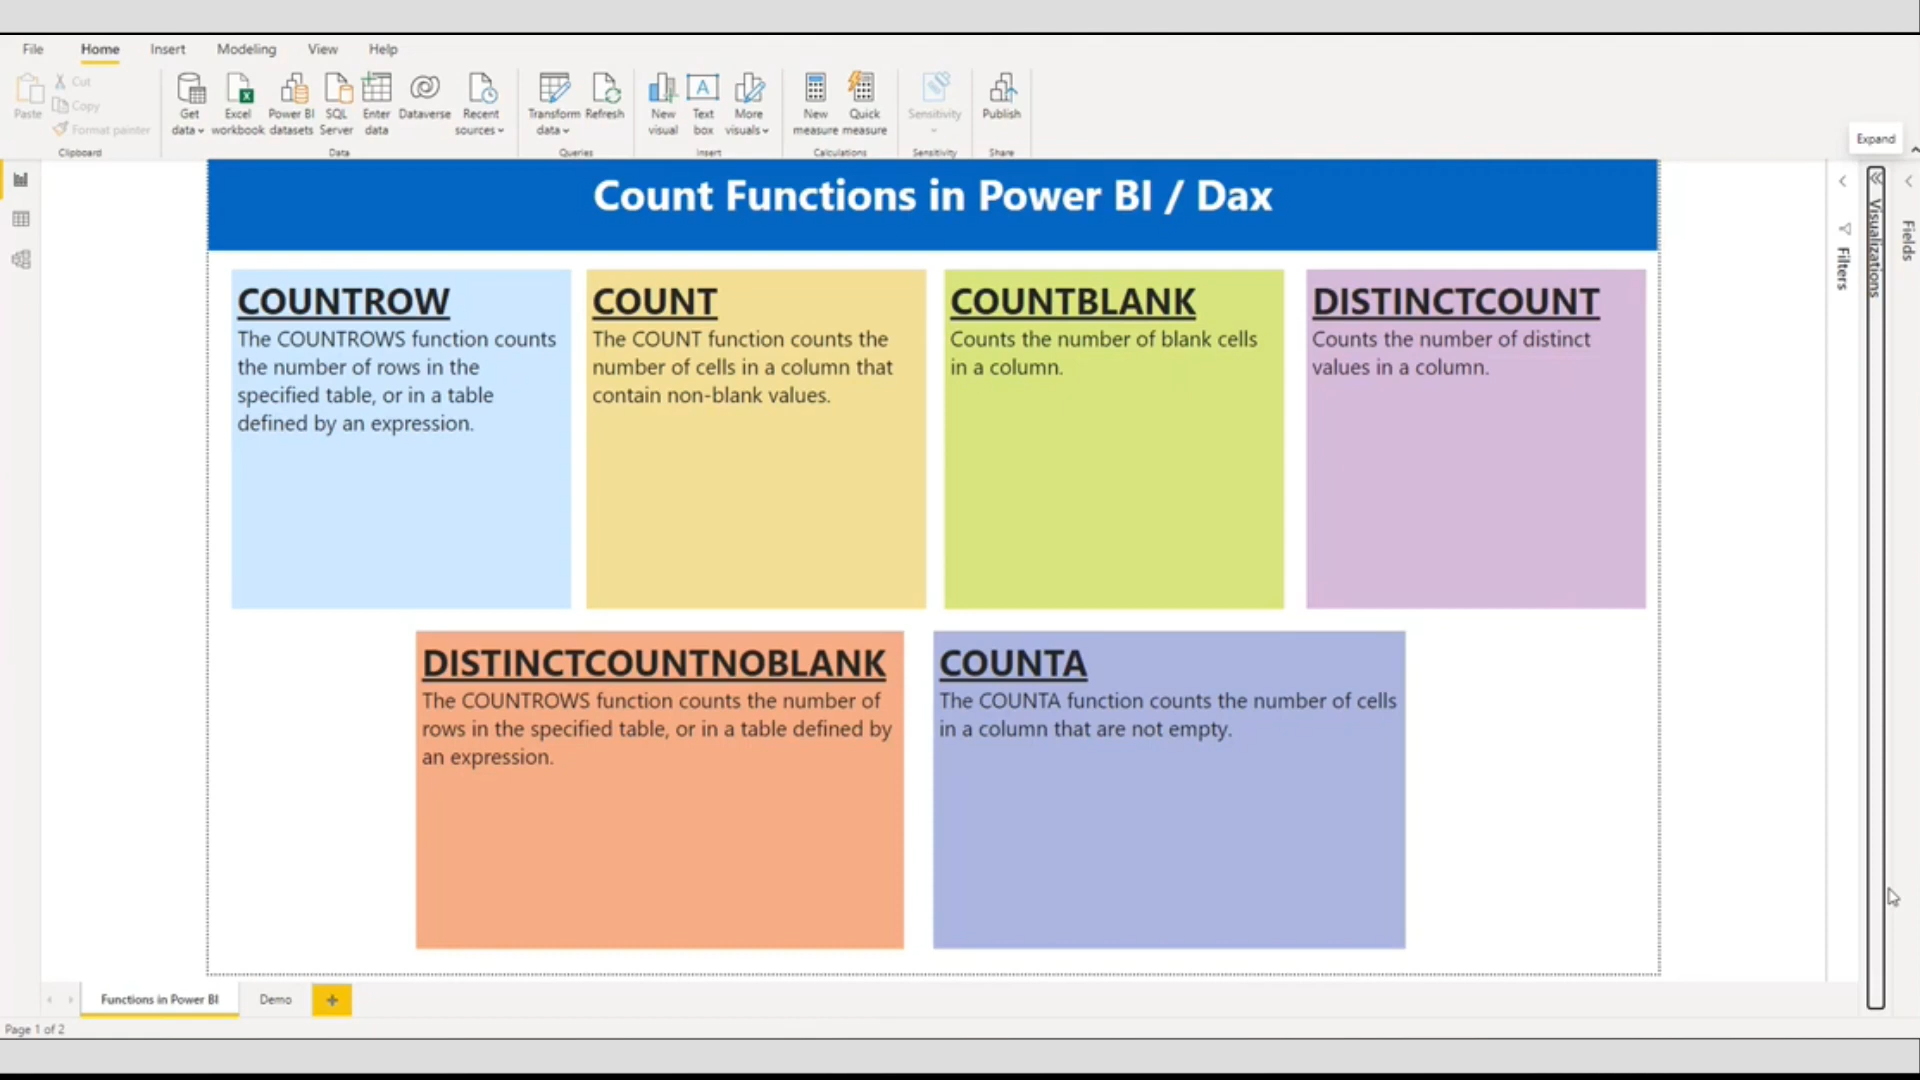 File Home Insert Modeling View Help
Paste
Cut
Copy
Format painter
Clipboard
Get data
Excel workbook
Power BI datasets
SQL Server
Enter data
Dataverse
Recent sources
Data
Transform data
Refresh
Queries
New visual
Text box
More visuals
Insert
New measure
Quick measure
Calculations
Sensitivity
Sensitivity
Publish
Share
Expand
Count Functions in Power BI / Dax
COUNTROW
The COUNTROWS function counts
the number of rows in the
specified table, or in a table
defined by an expression.
COUNT
The COUNT function counts the
number of cells in a column that
contain non-blank values.
COUNTBLANK
Counts the number of blank cells
in a column.
DISTINCTCOUNT
Counts the number of distinct
values in a column.
DISTINCTCOUNTNOBLANK
The COUNTROWS function counts the number of
rows in the specified table, or in a table defined by
an expression.
COUNTA
The COUNTA function counts the number of cells
in a column that are not empty.
Filters
Visualizations
Fields
Functions in Power BI
Demo
Page 1 of 2